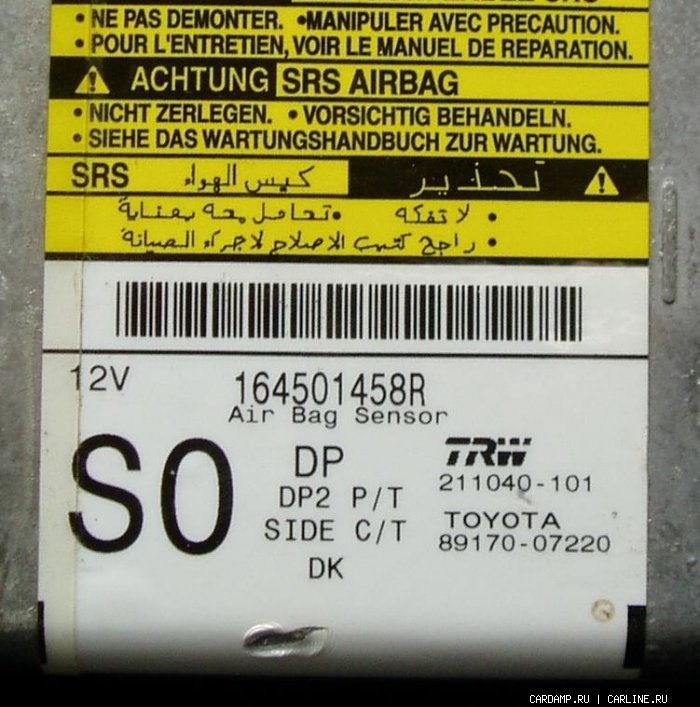 • NE PAS DEMONTER. • MANIPULER AVEC PRECAUTION.
• POUR L'ENTRETIEN, VOIR LE MANUEL DE REPARATION.
ACHTUNG SRS AIRBAG
• NICHT ZERLEGEN. • VORSICHTIG BEHANDELN.
• SIEHE DAS WARTUNGSHANDBUCH ZUR WARTUNG.
تحذير كيس الهواء SRS
• لا تفكه • تعامل معه بعناية
• راجع كتيب الاصلاح لاجراء الصيانة
12V 164501458R
Air Bag Sensor
SO DP TRW
DP2 P/T 211040-101
SIDE C/T TOYOTA
DK 89170-07220
CARDAMP.RU | CARLINE.RU